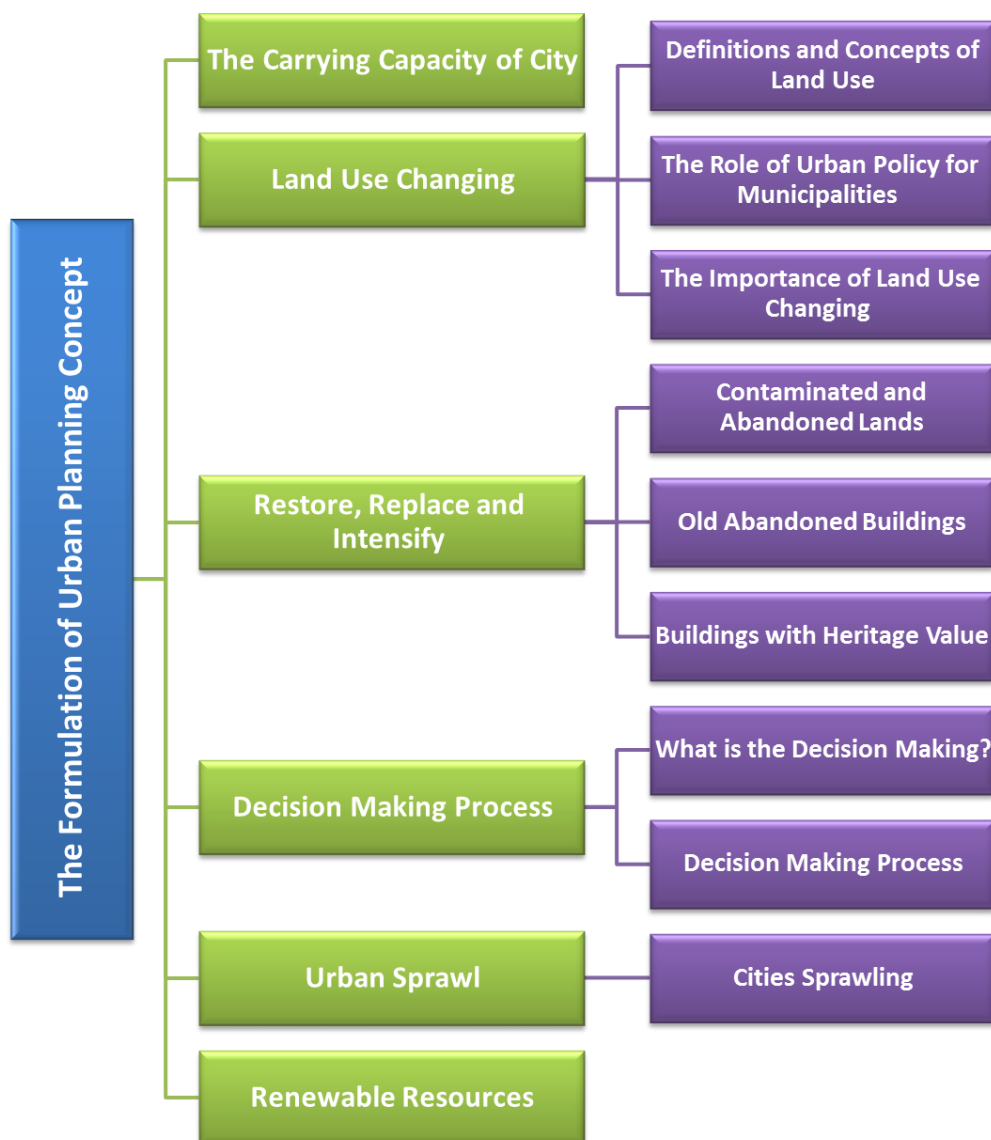 The Formulation of Urban Planning Concept
The Carrying Capacity of City
Land Use Changing
Definitions and Concepts of
Land Use
The Role of Urban Policy for
Municipalities
The Importance of Land Use
Changing
Restore, Replace and
Intensify
Contaminated and
Abandoned Lands
Old Abandoned Buildings
Buildings with Heritage Value
Decision Making Process
What is the Decision Making?
Decision Making Process
Urban Sprawl
Cities Sprawling
Renewable Resources